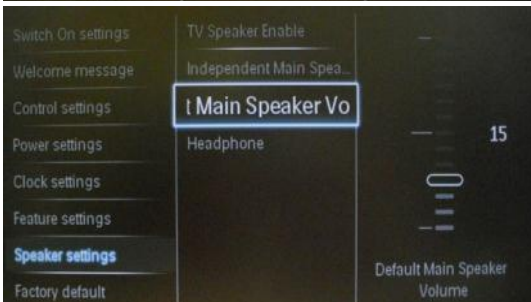 Switch On settings
Welcome message
Control settings
Power settings
Clock settings
Feature settings
Speaker settings
Factory default
TV Speaker Enable
Independent Main Spea...
t Main Speaker Vo
Headphone
15
Default Main Speaker
Volume